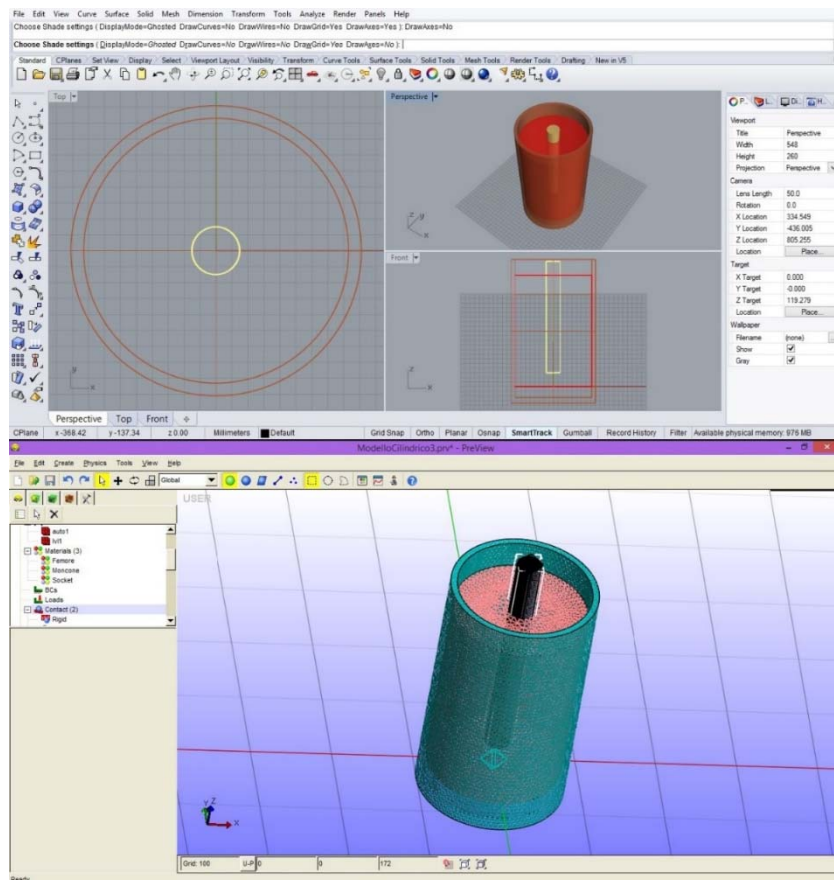 File Edit View Curve Surface Solid Mesh Dimension Transform Tools Analyze Render Panels Help
Choose Shade settings ( DisplayMode=Ghosted DrawCurves=No DrawWires=No DrawGrid=Yes DrawAxes=Yes ): DrawAxes=No
Choose Shade settings ( DisplayMode=Ghosted DrawCurves=No DrawWires=No DrawGrid=Yes DrawAxes=No ):
Standard CPlanes Set View Display Select Viewport Layout Visibility Transform Curve Tools Surface Tools Solid Tools Mesh Tools Render Tools Drafting New in V5
Top
Perspective
P... L... Di... H...
Viewport
Title Perspective
Width 548
Height 260
Projection Perspective
Camera
Lens Length 50.0
Rotation 0.0
X Location 334.549
Y Location -436.005
Z Location 805.255
Location Place...
Target
X Target 0.000
Y Target -0.000
Z Target 119.279
Location Place...
Wallpaper
Filename (none)
Show
Gray
z y x
Front
y x
z x
Perspective Top Front
CPlane x -368.42 y -137.34 z 0.00 Millimeters Default Grid Snap Ortho Planar Osnap SmartTrack Gumball Record History Filter Available physical memory: 976 MB
ModelloCilindrico3.prv* - PreView
File Edit Create Physics Tools View Help
Global
USER
auto1
lvl1
Materials (3)
Femore
Moncone
Socket
BCs
Loads
Contact (2)
Rigid
Y Z X
Grid: 100 U-P 0 0 172
Ready